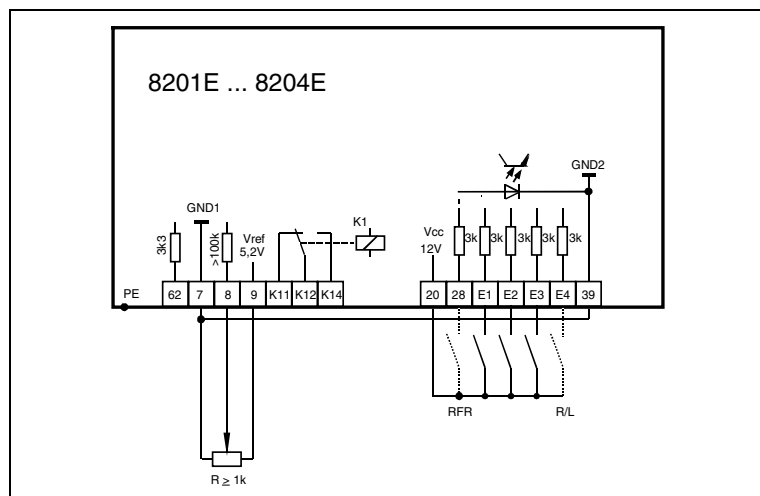 8201E ... 8204E
GND2
GND1
K1
3k3
>100k
Vref
5,2V
Vcc
12V
3k
3k
3k
3k
3k
PE
62
7
8
9
K11
K12
K14
20
28
E1
E2
E3
E4
39
RFR
R/L
R ≥ 1k